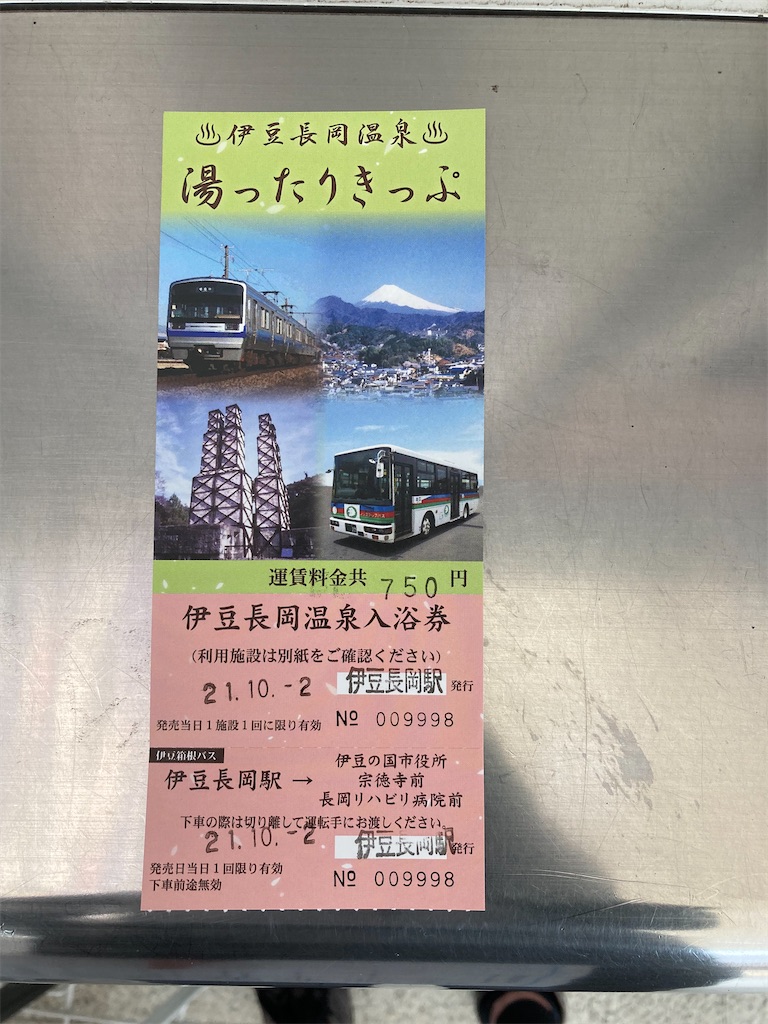 ♨伊豆長岡温泉♨
湯ったりきっぷ
運賃料金共 750円
伊豆長岡温泉入浴券
(利用施設は別紙をご確認ください)
21.10.-2 伊豆長岡駅 発行
発売当日1施設1回に限り有効 № 009998
伊豆箱根バス
伊豆長岡駅 → 伊豆の国市役所
宗徳寺前
長岡リハビリ病院前
下車の際は切り離して運転手にお渡しください。
21.10.-2 伊豆長岡駅 発行
発売日当日1回限り有効
下車前途無効 № 009998